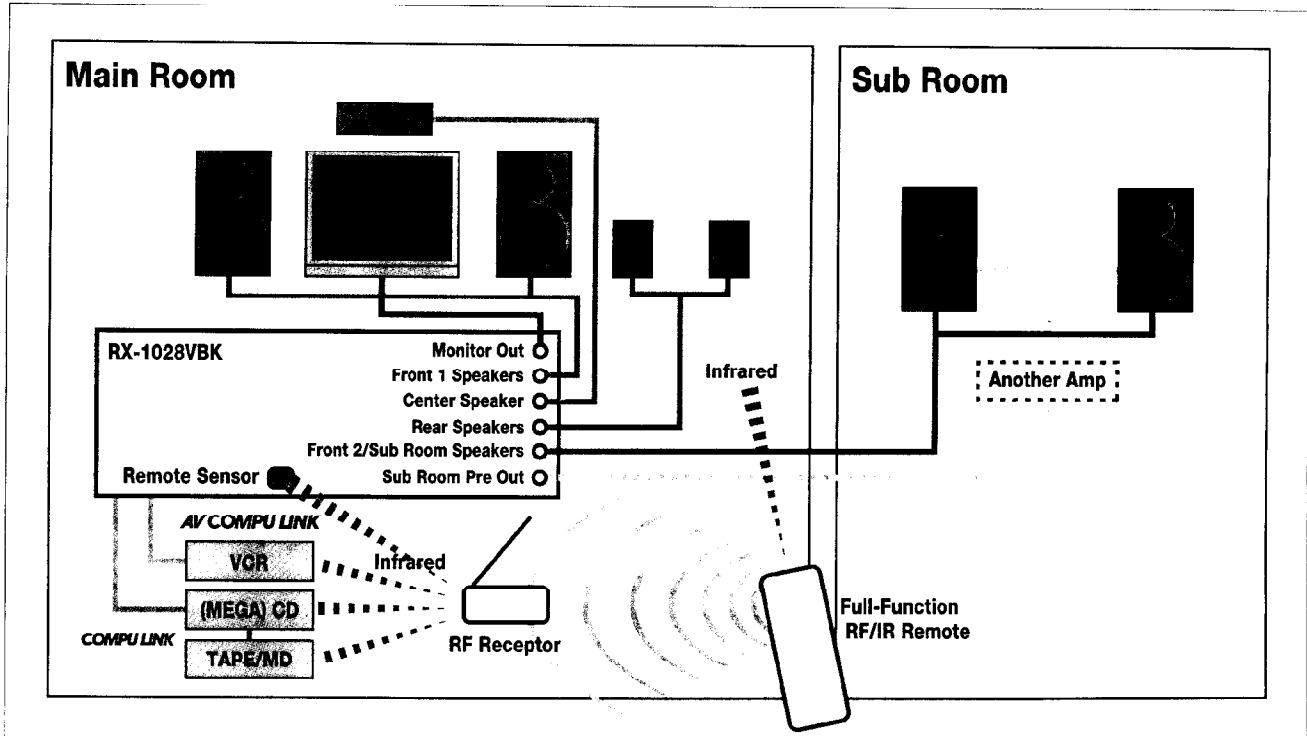 Main Room
Sub Room
RX-1028VBK
Monitor Out
Front 1 Speakers
Center Speaker
Rear Speakers
Front 2/Sub Room Speakers
Sub Room Pre Out
Remote Sensor
Infrared
Another Amp
AV COMPU LINK
VCR
Infrared
(MEGA) CD
COMPU LINK
TAPE/MD
RF Receptor
Full-Function
RF/IR Remote